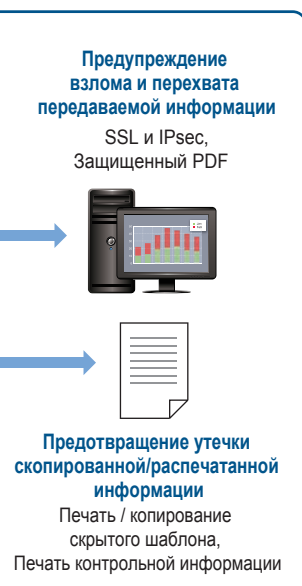 Предупреждение
взлома и перехвата
передаваемой информации
SSL и IPsec,
Защищенный PDF
Предотвращение утечки
скопированной/распечатанной
информации
Печать / копирование
скрытого шаблона,
Печать контрольной информации